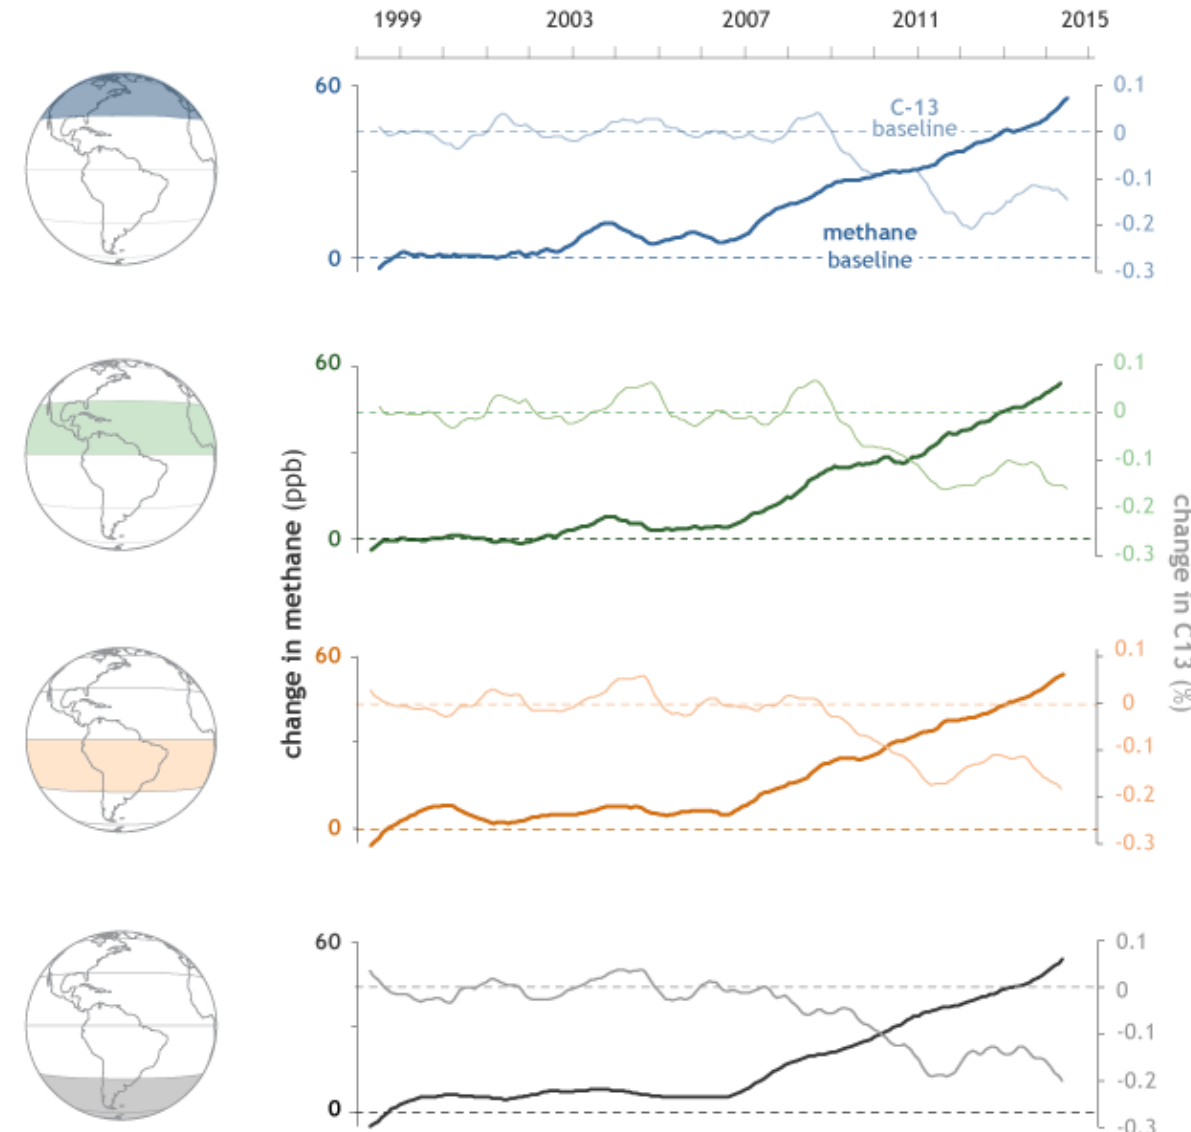 1999 2003 2007 2011 2015
60 0.1
C-13
baseline 0
-0.1
methane -0.2
0 baseline -0.3
60 0.1
0
-0.1
-0.2
0 -0.3
change in methane (ppb)
change in C13 (%)
60 0.1
0
-0.1
-0.2
0 -0.3
60 0.1
0
-0.1
-0.2
0 -0.3